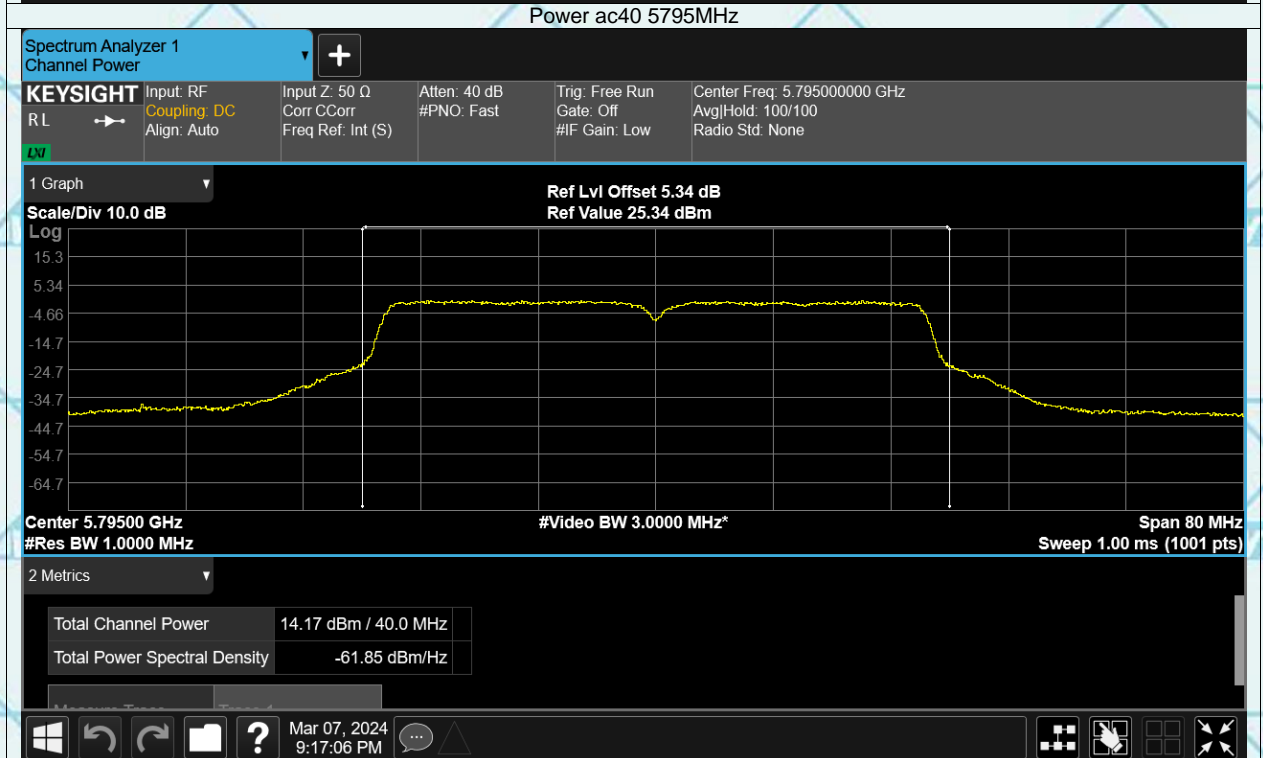 Power ac40 5795MHz
Spectrum Analyzer 1
Channel Power
KEYSIGHT
R L
LXI
Input: RF
Coupling: DC
Align: Auto
Input Z: 50 Ω
Corr CCorr
Freq Ref: Int (S)
Atten: 40 dB
#PNO: Fast
Trig: Free Run
Gate: Off
#IF Gain: Low
Center Freq: 5.795000000 GHz
Avg|Hold: 100/100
Radio Std: None
1 Graph
Scale/Div 10.0 dB
Ref Lvl Offset 5.34 dB
Ref Value 25.34 dBm
Log
15.3
5.34
-4.66
-14.7
-24.7
-34.7
-44.7
-54.7
-64.7
Center 5.79500 GHz
#Res BW 1.0000 MHz
#Video BW 3.0000 MHz*
Span 80 MHz
Sweep 1.00 ms (1001 pts)
2 Metrics
Total Channel Power 14.17 dBm / 40.0 MHz
Total Power Spectral Density -61.85 dBm/Hz
Mar 07, 2024
9:17:06 PM